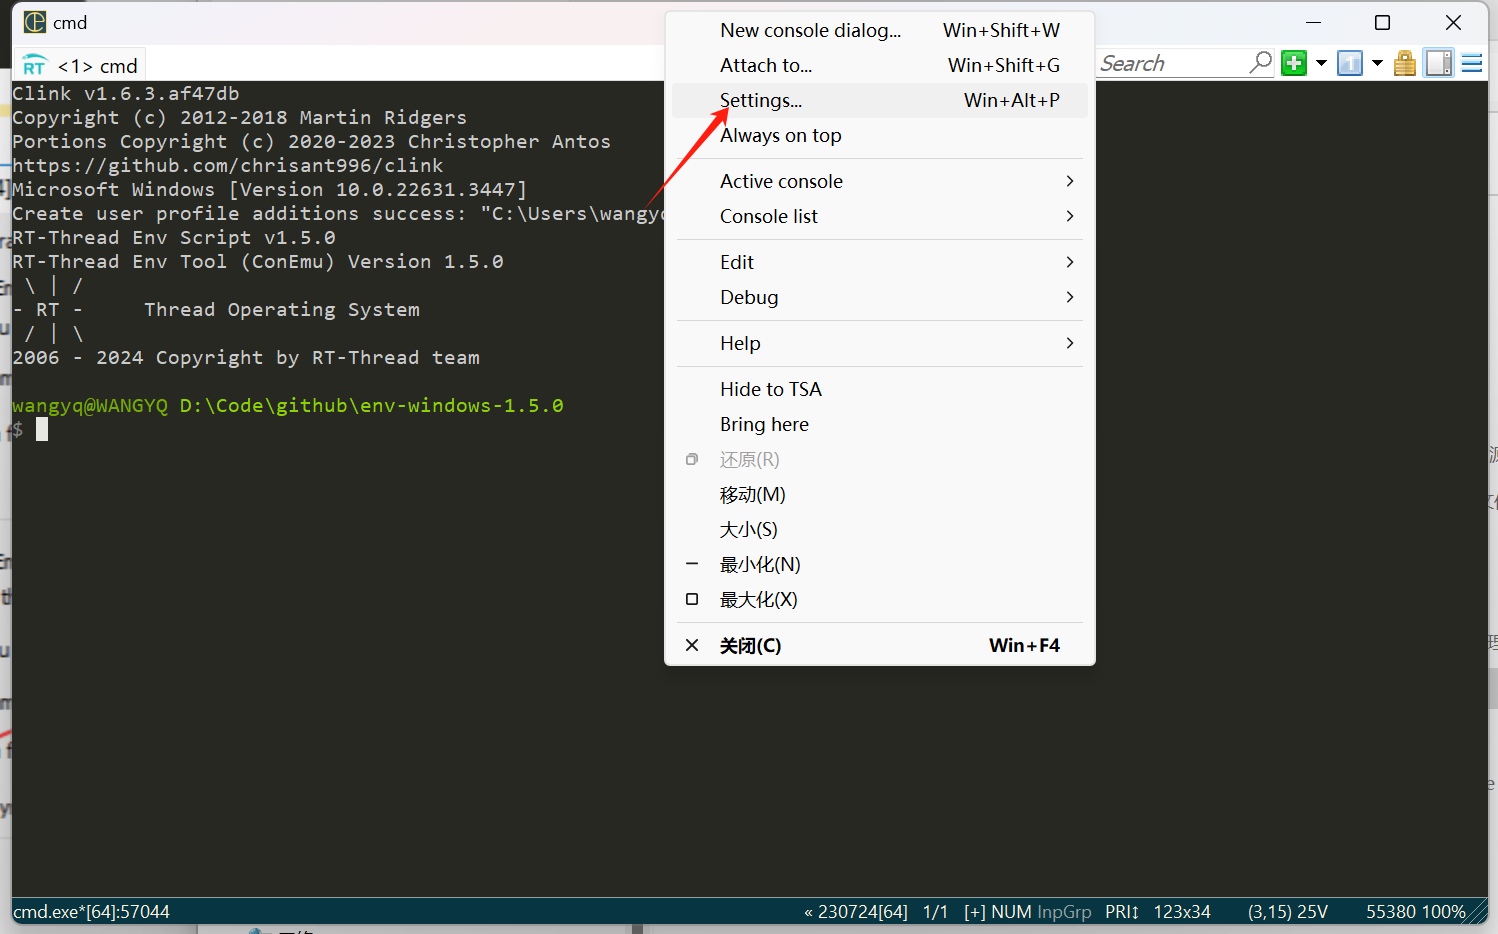 cmd
RT <1> cmd
Search
Clink v1.6.3.af47db
Copyright (c) 2012-2018 Martin Ridgers
Portions Copyright (c) 2020-2023 Christopher Antos
https://github.com/chrisant996/clink
Microsoft Windows [Version 10.0.22631.3447]
Create user profile additions success: "C:\Users\wangyq
RT-Thread Env Script v1.5.0
RT-Thread Env Tool (ConEmu) Version 1.5.0
\ | /
- RT -     Thread Operating System
/ | \
2006 - 2024 Copyright by RT-Thread team
wangyq@WANGYQ D:\Code\github\env-windows-1.5.0
$
New console dialog... Win+Shift+W
Attach to... Win+Shift+G
Settings... Win+Alt+P
Always on top
Active console
Console list
Edit
Debug
Help
Hide to TSA
Bring here
还原(R)
移动(M)
大小(S)
最小化(N)
最大化(X)
关闭(C) Win+F4
cmd.exe*[64]:57044
« 230724[64] 1/1 [+] NUM InpGrp PRI↕ 123x34 (3,15) 25V 55380 100%